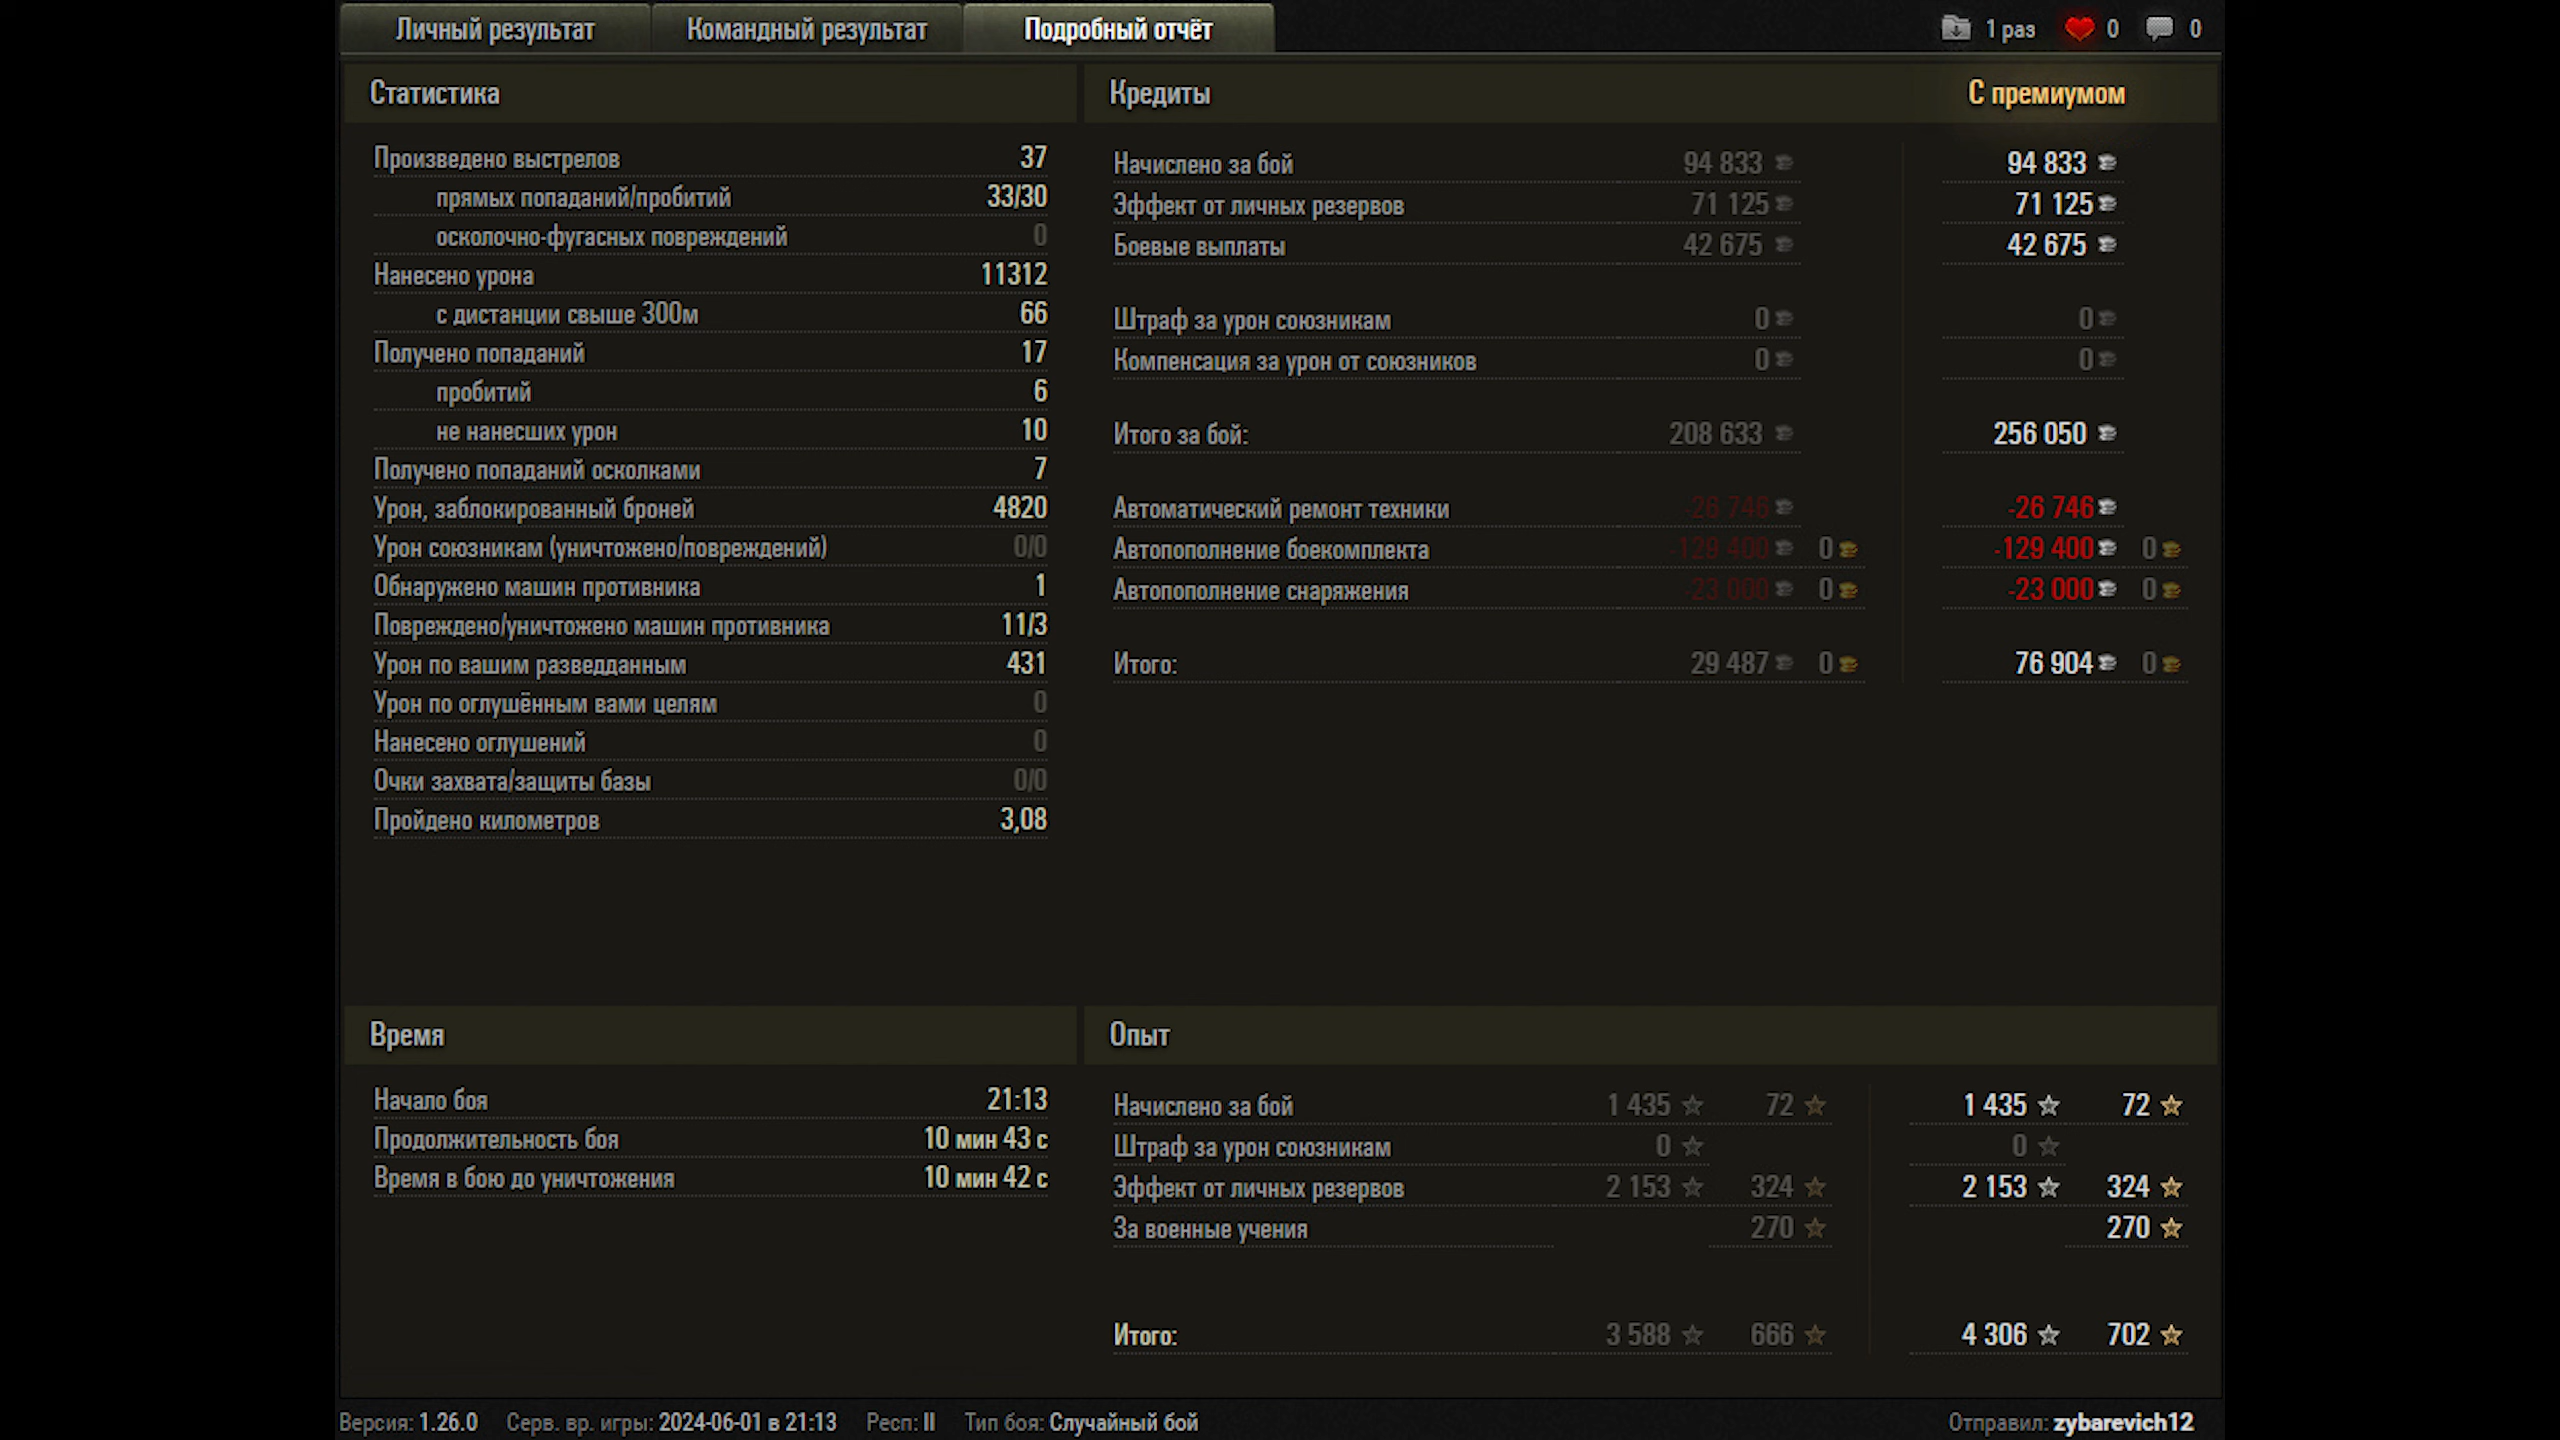 Личный результат Командный результат Подробный отчёт 1 раз 0 0
Статистика
Произведено выстрелов 37
прямых попаданий/пробитий 33/30
осколочно-фугасных повреждений 0
Нанесено урона 11312
с дистанции свыше 300м 66
Получено попаданий 17
пробитий 6
не нанесших урон 10
Получено попаданий осколками 7
Урон, заблокированный броней 4820
Урон союзникам (уничтожено/повреждений) 0/0
Обнаружено машин противника 1
Повреждено/уничтожено машин противника 11/3
Урон по вашим разведданным 431
Урон по оглушённым вами целям 0
Нанесено оглушений 0
Очки захвата/защиты базы 0/0
Пройдено километров 3,08
Кредиты С премиумом
Начислено за бой 94 833 94 833
Эффект от личных резервов 71 125 71 125
Боевые выплаты 42 675 42 675
Штраф за урон союзникам 0 0
Компенсация за урон от союзников 0 0
Итого за бой: 208 633 256 050
Автоматический ремонт техники -26 746 -26 746
Автопополнение боекомплекта -129 400 0 -129 400 0
Автопополнение снаряжения -23 000 0 -23 000 0
Итого: 29 487 0 76 904 0
Время
Начало боя 21:13
Продолжительность боя 10 мин 43 с
Время в бою до уничтожения 10 мин 42 с
Опыт
Начислено за бой 1 435 72 1 435 72
Штраф за урон союзникам 0 0
Эффект от личных резервов 2 153 324 2 153 324
За военные учения 270 270
Итого: 3 588 666 4 306 702
Версия: 1.26.0 Серв. вр. игры: 2024-06-01 в 21:13 Респ: II Тип боя: Случайный бой Отправил: zybarevich12